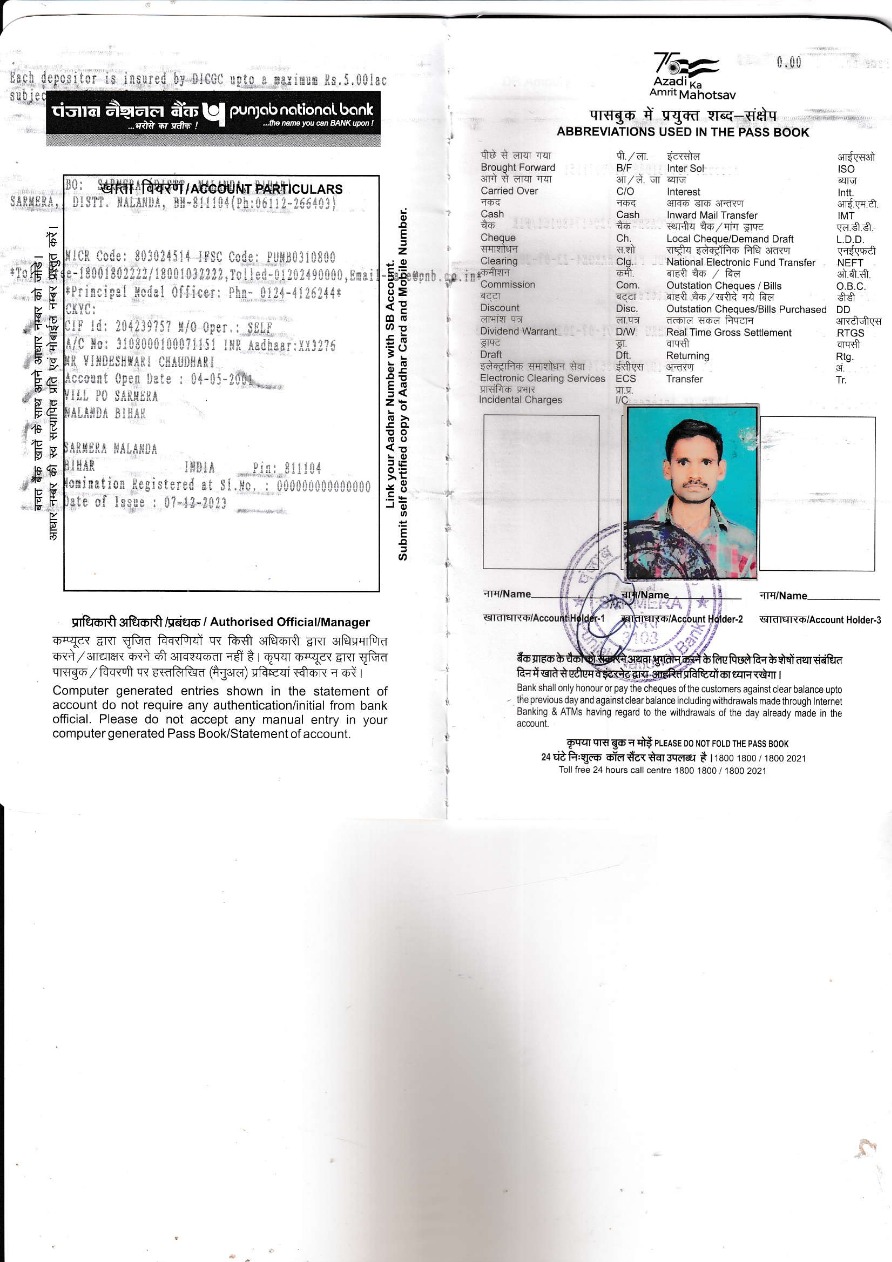 Each depositor is insured by DICGC upto a maximum Rs.5.00lac
subjec
पंजाब नैशनल बैंक punjab national bank
...भरोसे का प्रतीक ! ...the name you can BANK upon !
खाता विवरण/ACCOUNT PARTICULARS
BO: SARMERA
SARMERA, DISTT. NALANDA, BH-811104(Ph:06112-266403)
MICR Code: 803024514 IFSC Code: PUNB0310800
-18001802222/18001032222,Tolled-01202490000,Email @pnb.co.in*
*Principal Nodal Officer: Phn- 0124-4126244*
CKYC:
CIF Id: 204239757 M/O Oper.: SELF
A/C No: 3108000100071151 INR Aadhaar:XX3276
MR VINDESHWARI CHAUDHARI
Account Open Date : 04-05-2001
VILL PO SARMERA
NALANDA BIHAR
SARMERA NALANDA
BIHAR INDIA Pin: 811104
Nomination Registered at Sl.No. : 000000000000000
Date of Issue : 07-12-2023
बचत बैंक खाते के साथ अपने आधार नम्बर को जोड़ें।
आधार नम्बर की स्व सत्यापित प्रति एवं मोबाईल नम्बर प्रस्तुत करें।
Link your Aadhar Number with SB Account.
Submit self certified copy of Aadhar Card and Mobile Number.
प्राधिकारी अधिकारी/प्रबंधक / Authorised Official/Manager
कम्प्यूटर द्वारा सृजित विवरणियों पर किसी अधिकारी द्वारा अधिप्रमाणित
करने/आद्याक्षर करने की आवश्यकता नहीं है। कृपया कम्प्यूटर द्वारा सृजित
पासबुक/विवरणी पर हस्तलिखित (मैनुअल) प्रविष्टियां स्वीकार न करें।
Computer generated entries shown in the statement of
account do not require any authentication/initial from bank
official. Please do not accept any manual entry in your
computer generated Pass Book/Statement of account.
75
Azadi Ka
Amrit Mahotsav
0.00
पासबुक में प्रयुक्त शब्द–संक्षेप
ABBREVIATIONS USED IN THE PASS BOOK
पीछे से लाया गया पी./ला. इंटरसोल आईएसओ
Brought Forward B/F Inter Sol ISO
आगे से लाया गया आ/ले. जा ब्याज ब्याज
Carried Over C/O Interest Intt.
नकद नकद आवक डाक अन्तरण आई.एम.टी.
Cash Cash Inward Mail Transfer IMT
चैक चैक स्थानीय चैक/मांग ड्राफ्ट एल.डी.डी.
Cheque Ch. Local Cheque/Demand Draft L.D.D.
समाशोधन स.शो राष्ट्रीय इलेक्ट्रॉनिक निधि अंतरण एनईएफटी
Clearing Clg. National Electronic Fund Transfer NEFT
कमीशन कमी. बाहरी चैक / बिल ओ.बी.सी.
Commission Com. Outstation Cheques / Bills O.B.C.
बट्टा बट्टा बाहरी चैक/खरीदे गये बिल डीडी
Discount Disc. Outstation Cheques/Bills Purchased DD
लाभांश पत्र ला.पत्र तत्काल सकल निपटान आरटीजीएस
Dividend Warrant D/W Real Time Gross Settlement RTGS
ड्राफ्ट ड्रा. वापसी वापसी
Draft Dft. Returning Rtg.
इलेक्ट्रानिक समाशोधन सेवा ईसीएस अन्तरण अ.
Electronic Clearing Services ECS Transfer Tr.
प्रासंगिक प्रभार प्रा.प्र.
Incidental Charges I/C
नाम/Name नाम/Name नाम/Name
खाताधारक/Account Holder-1 खाताधारक/Account Holder-2 खाताधारक/Account Holder-3
पंजाब
SARMERA
3108
National Bank
बैंक ग्राहक के चैकों को सकारने अथवा भुगतान करने के लिए पिछले दिन के शेषों तथा संबंधित
दिन में खाते से एटीएम व इंटरनेट द्वारा आहरित प्रविष्टियों का ध्यान रखेगा।
Bank shall only honour or pay the cheques of the customers against clear balance upto
the previous day and against clear balance including withdrawals made through Internet
Banking & ATMs having regard to the withdrawals of the day already made in the
account.
कृपया पास बुक न मोड़ें PLEASE DO NOT FOLD THE PASS BOOK
24 घंटे निःशुल्क कॉल सैंटर सेवा उपलब्ध है। 1800 1800 / 1800 2021
Toll free 24 hours call centre 1800 1800 / 1800 2021